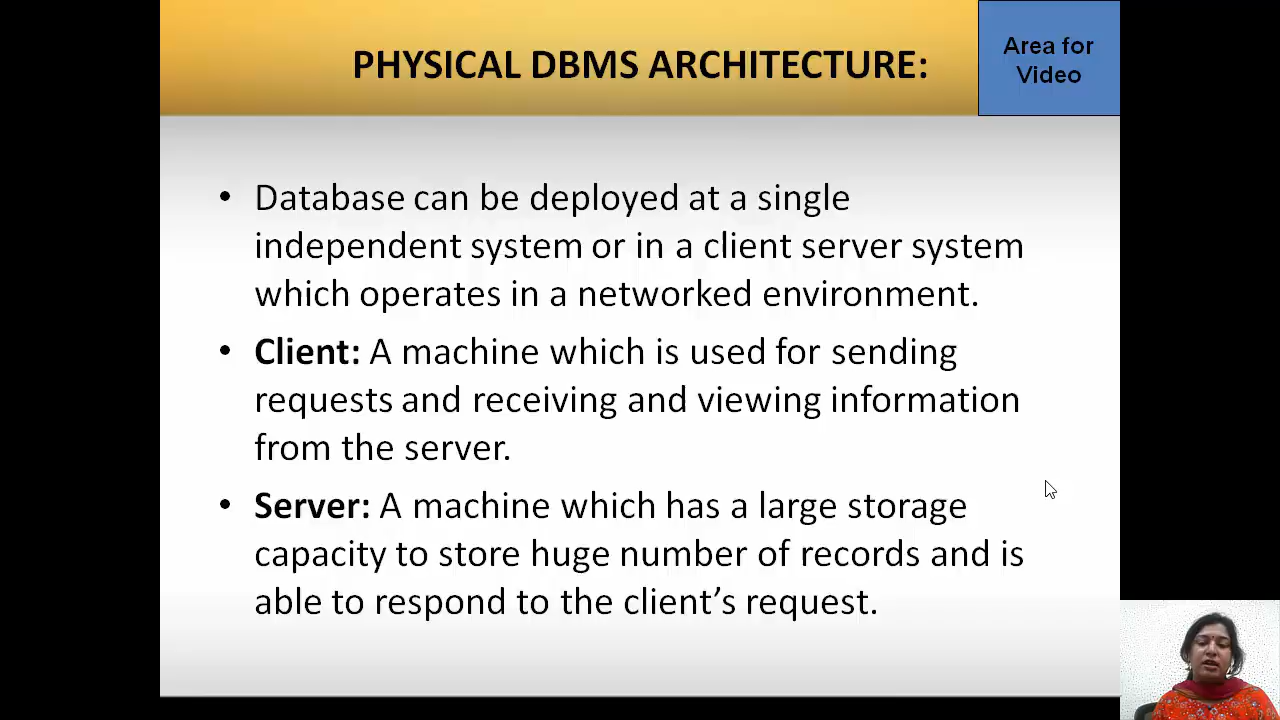 PHYSICAL DBMS ARCHITECTURE:
Area for
Video
• Database can be deployed at a single
independent system or in a client server system
which operates in a networked environment.
• Client: A machine which is used for sending
requests and receiving and viewing information
from the server.
• Server: A machine which has a large storage
capacity to store huge number of records and is
able to respond to the client’s request.